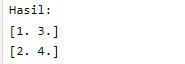 Hasil:
[1. 3.]
[2. 4.]